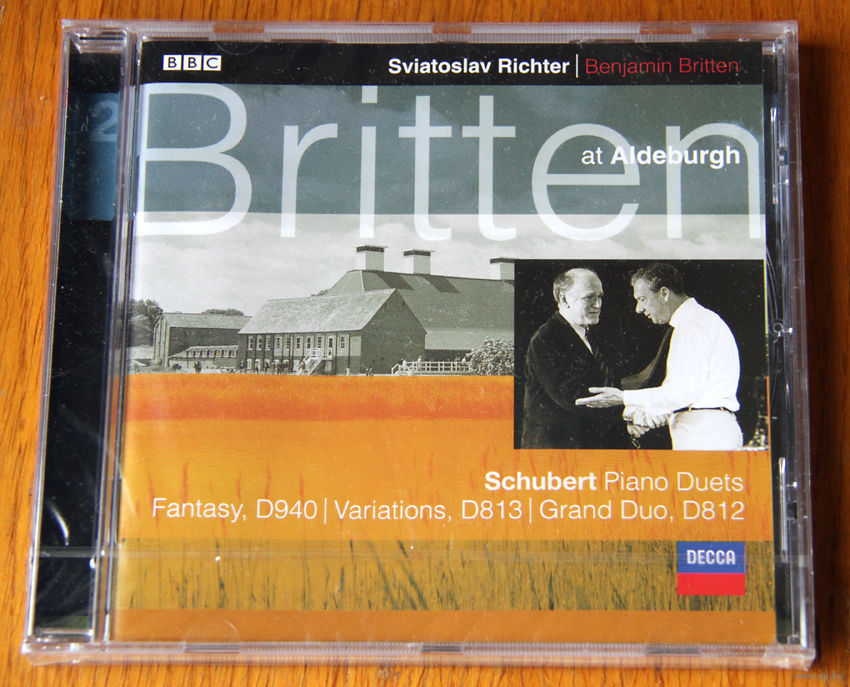 BBC
Sviatoslav Richter | Benjamin Britten
2
Britten
at Aldeburgh
Schubert Piano Duets
Fantasy, D940 | Variations, D813 | Grand Duo, D812
DECCA